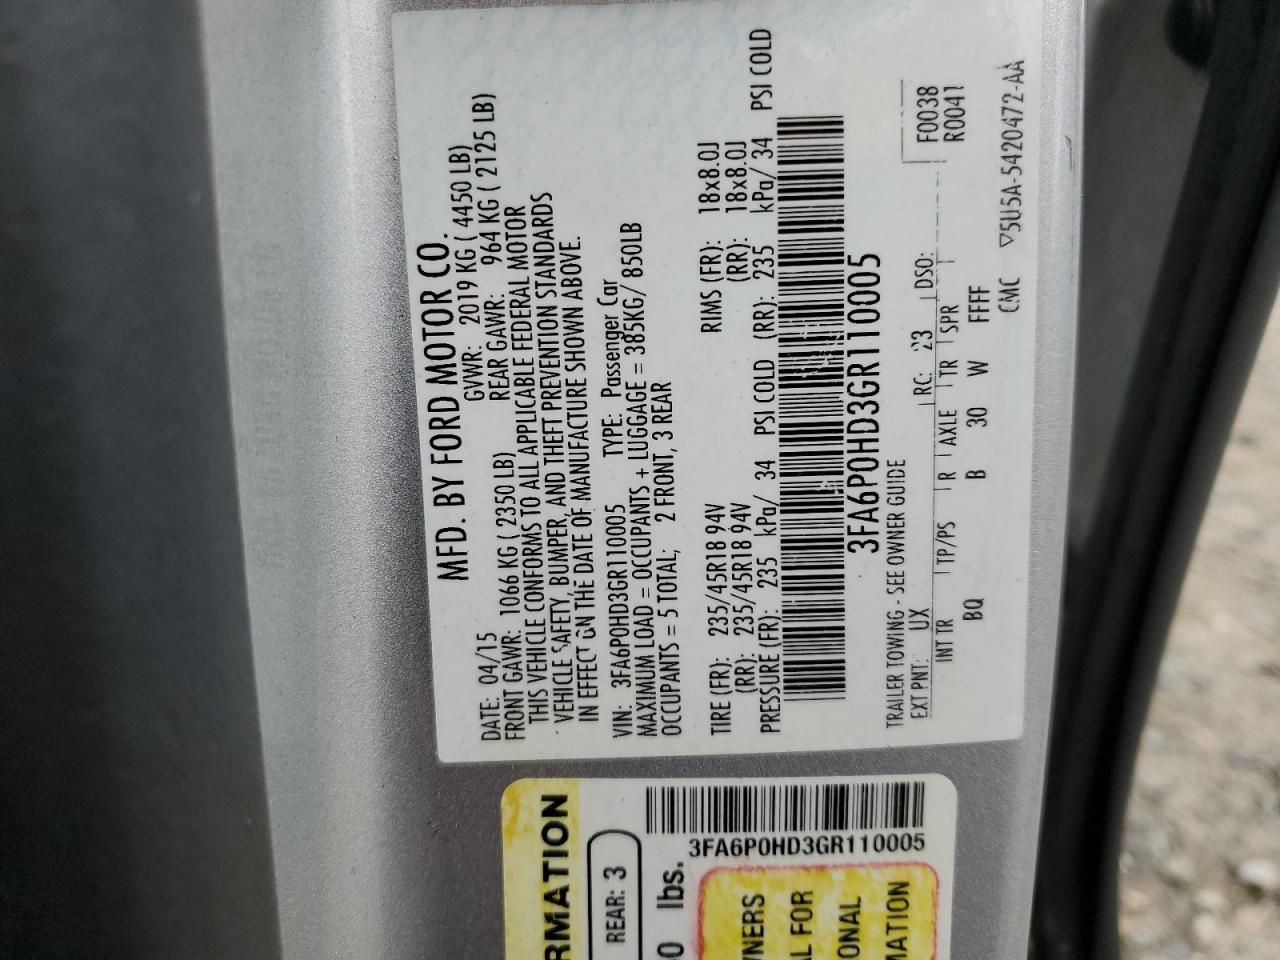 MFD. BY FORD MOTOR CO.
DATE: 04/15 GVWR: 2019 KG ( 4450 LB)
FRONT GAWR: 1066 KG ( 2350 LB) REAR GAWR: 964 KG ( 2125 LB)
THIS VEHICLE CONFORMS TO ALL APPLICABLE FEDERAL MOTOR
VEHICLE SAFETY, BUMPER, AND THEFT PREVENTION STANDARDS
IN EFFECT ON THE DATE OF MANUFACTURE SHOWN ABOVE.
VIN: 3FA6P0HD3GR110005 TYPE: Passenger Car
MAXIMUM LOAD = OCCUPANTS + LUGGAGE = 385KG/ 850LB
OCCUPANTS = 5 TOTAL; 2 FRONT, 3 REAR
TIRE (FR): 235/45R18 94V RIMS (FR): 18x8.0J
(RR): 235/45R18 94V (RR): 18x8.0J
PRESSURE (FR): 235 kPa/ 34 PSI COLD (RR): 235 kPa/ 34 PSI COLD
3FA6P0HD3GR110005
TRAILER TOWING - SEE OWNER GUIDE
F0038
R0041
EXT PNT: UX RC: 23 DSO:
INT TR TP/PS R AXLE TR SPR
BQ B 30 W FFFF
CMC ▽5U5A-5420472-AA
RMATION
REAR: 3
0 lbs.
3FA6P0HD3GR110005
WNERS
AL FOR
ONAL
MATION